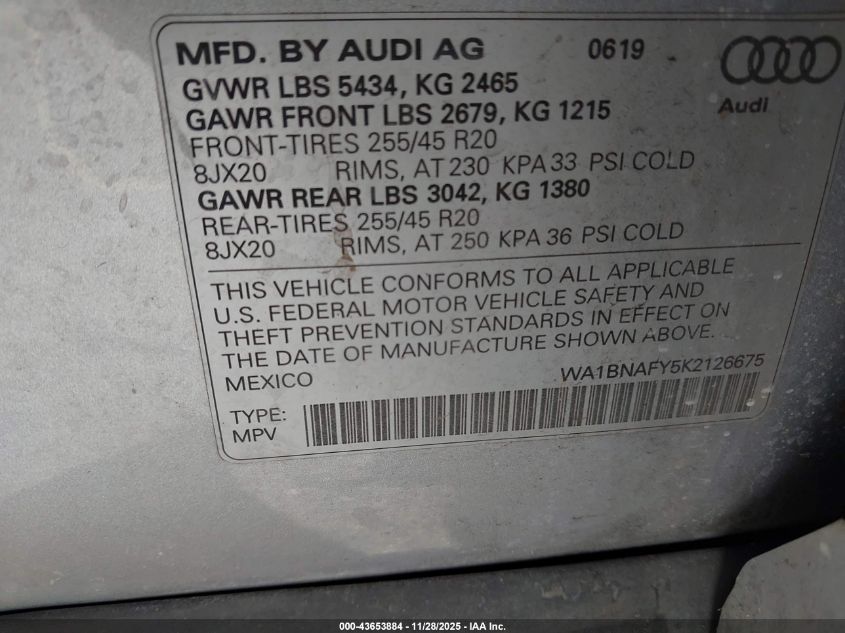 MFD. BY AUDI AG 0619
GVWR LBS 5434, KG 2465
GAWR FRONT LBS 2679, KG 1215
Audi
FRONT-TIRES 255/45 R20
8JX20 RIMS, AT 230 KPA 33 PSI COLD
GAWR REAR LBS 3042, KG 1380
REAR-TIRES 255/45 R20
8JX20 RIMS, AT 250 KPA 36 PSI COLD
THIS VEHICLE CONFORMS TO ALL APPLICABLE
U.S. FEDERAL MOTOR VEHICLE SAFETY AND
THEFT PREVENTION STANDARDS IN EFFECT ON
THE DATE OF MANUFACTURE SHOWN ABOVE.
MEXICO WA1BNAFY5K2126675
TYPE:
MPV
000-43653884 - 11/28/2025 - IAA Inc.